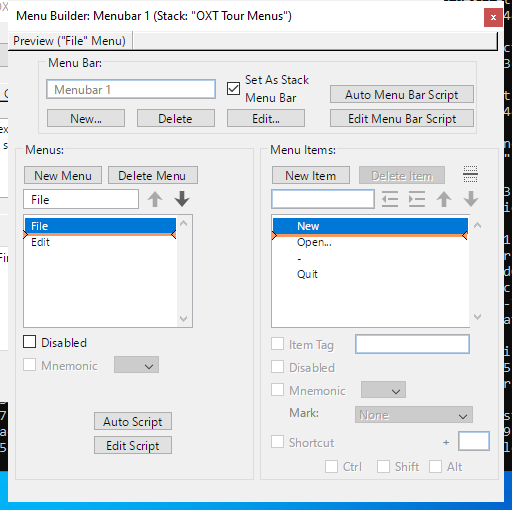 Menu Builder: Menubar 1 (Stack: "OXT Tour Menus")
Preview ("File" Menu)
Menu Bar:
Menubar 1
Set As Stack
Menu Bar
Auto Menu Bar Script
New...
Delete
Edit...
Edit Menu Bar Script
Menus:
New Menu
Delete Menu
File
File
Edit
Disabled
Mnemonic
Auto Script
Edit Script
Menu Items:
New Item
Delete Item
New
Open...
-
Quit
Item Tag
Disabled
Mnemonic
Mark:
None
Shortcut
+
Ctrl
Shift
Alt